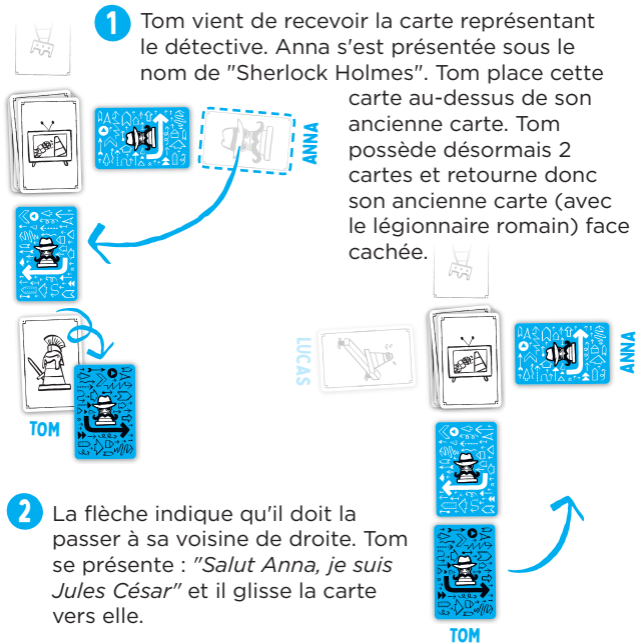 1 Tom vient de recevoir la carte représentant
le détective. Anna s'est présentée sous le
nom de "Sherlock Holmes". Tom place cette
carte au-dessus de son
ancienne carte. Tom
possède désormais 2
cartes et retourne donc
son ancienne carte (avec
le légionnaire romain) face
cachée.
ANNA
TOM
LUCAS
ANNA
2 La flèche indique qu'il doit la
passer à sa voisine de droite. Tom
se présente : "Salut Anna, je suis
Jules César" et il glisse la carte
vers elle.
TOM